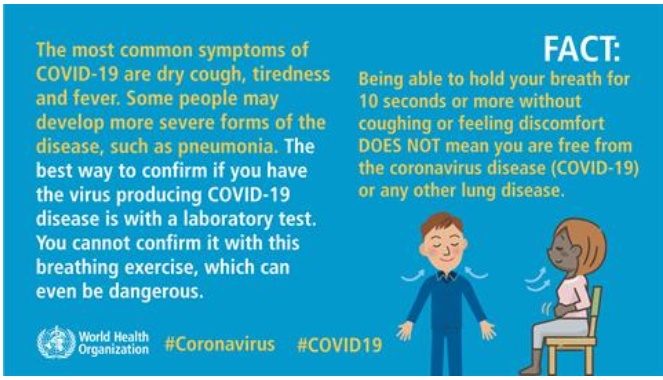 The most common symptoms of
COVID-19 are dry cough, tiredness
and fever. Some people may
develop more severe forms of the
disease, such as pneumonia. The
best way to confirm if you have
the virus producing COVID-19
disease is with a laboratory test.
You cannot confirm it with this
breathing exercise, which can
even be dangerous.
FACT:
Being able to hold your breath for
10 seconds or more without
coughing or feeling discomfort
DOES NOT mean you are free from
the coronavirus disease (COVID-19)
or any other lung disease.
World Health
Organization
#Coronavirus #COVID19